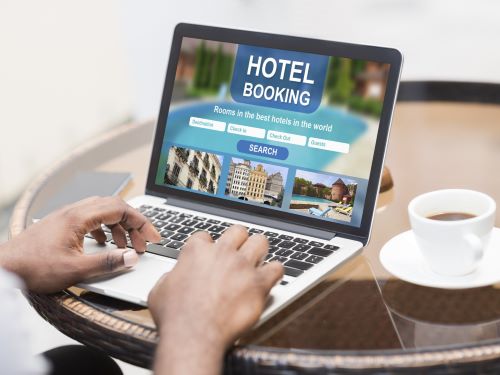 HOTEL
BOOKING
Rooms in the best hotels in the world
Destination Check In Check Out Guests
SEARCH